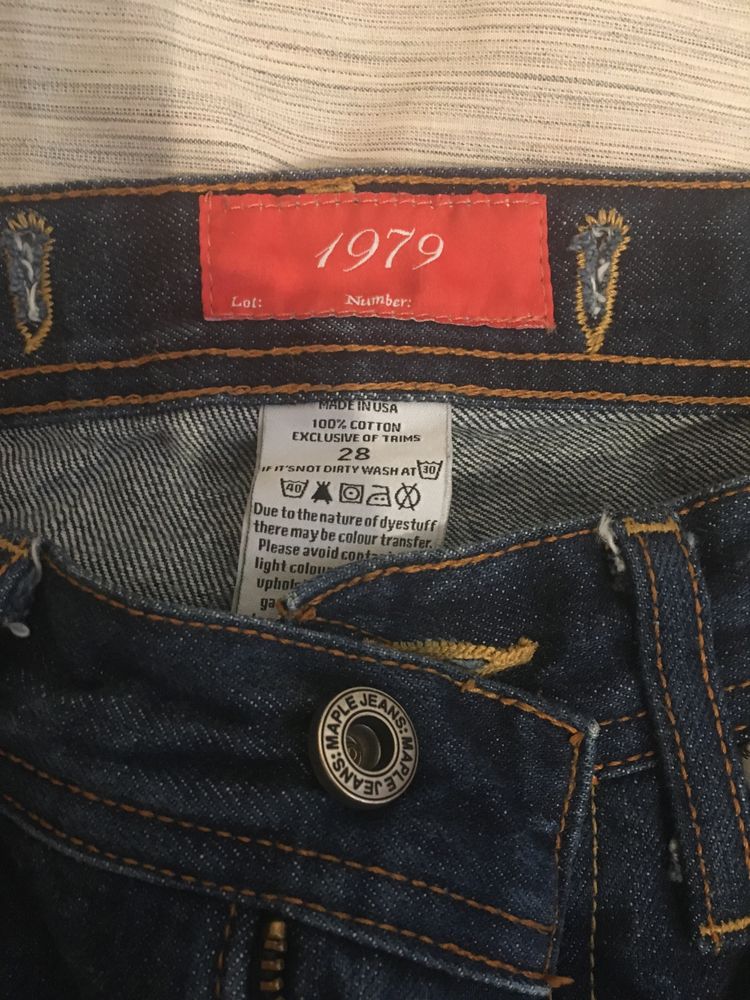 1979
Lot: Number:
MADE IN USA
100% COTTON
EXCLUSIVE OF TRIMS
28
IF IT'S NOT DIRTY WASH AT 30
40
Due to the nature of dyestuff
there may be colour transfer.
Please avoid
light
MAPLE JEANS: MAPLE JEANS: